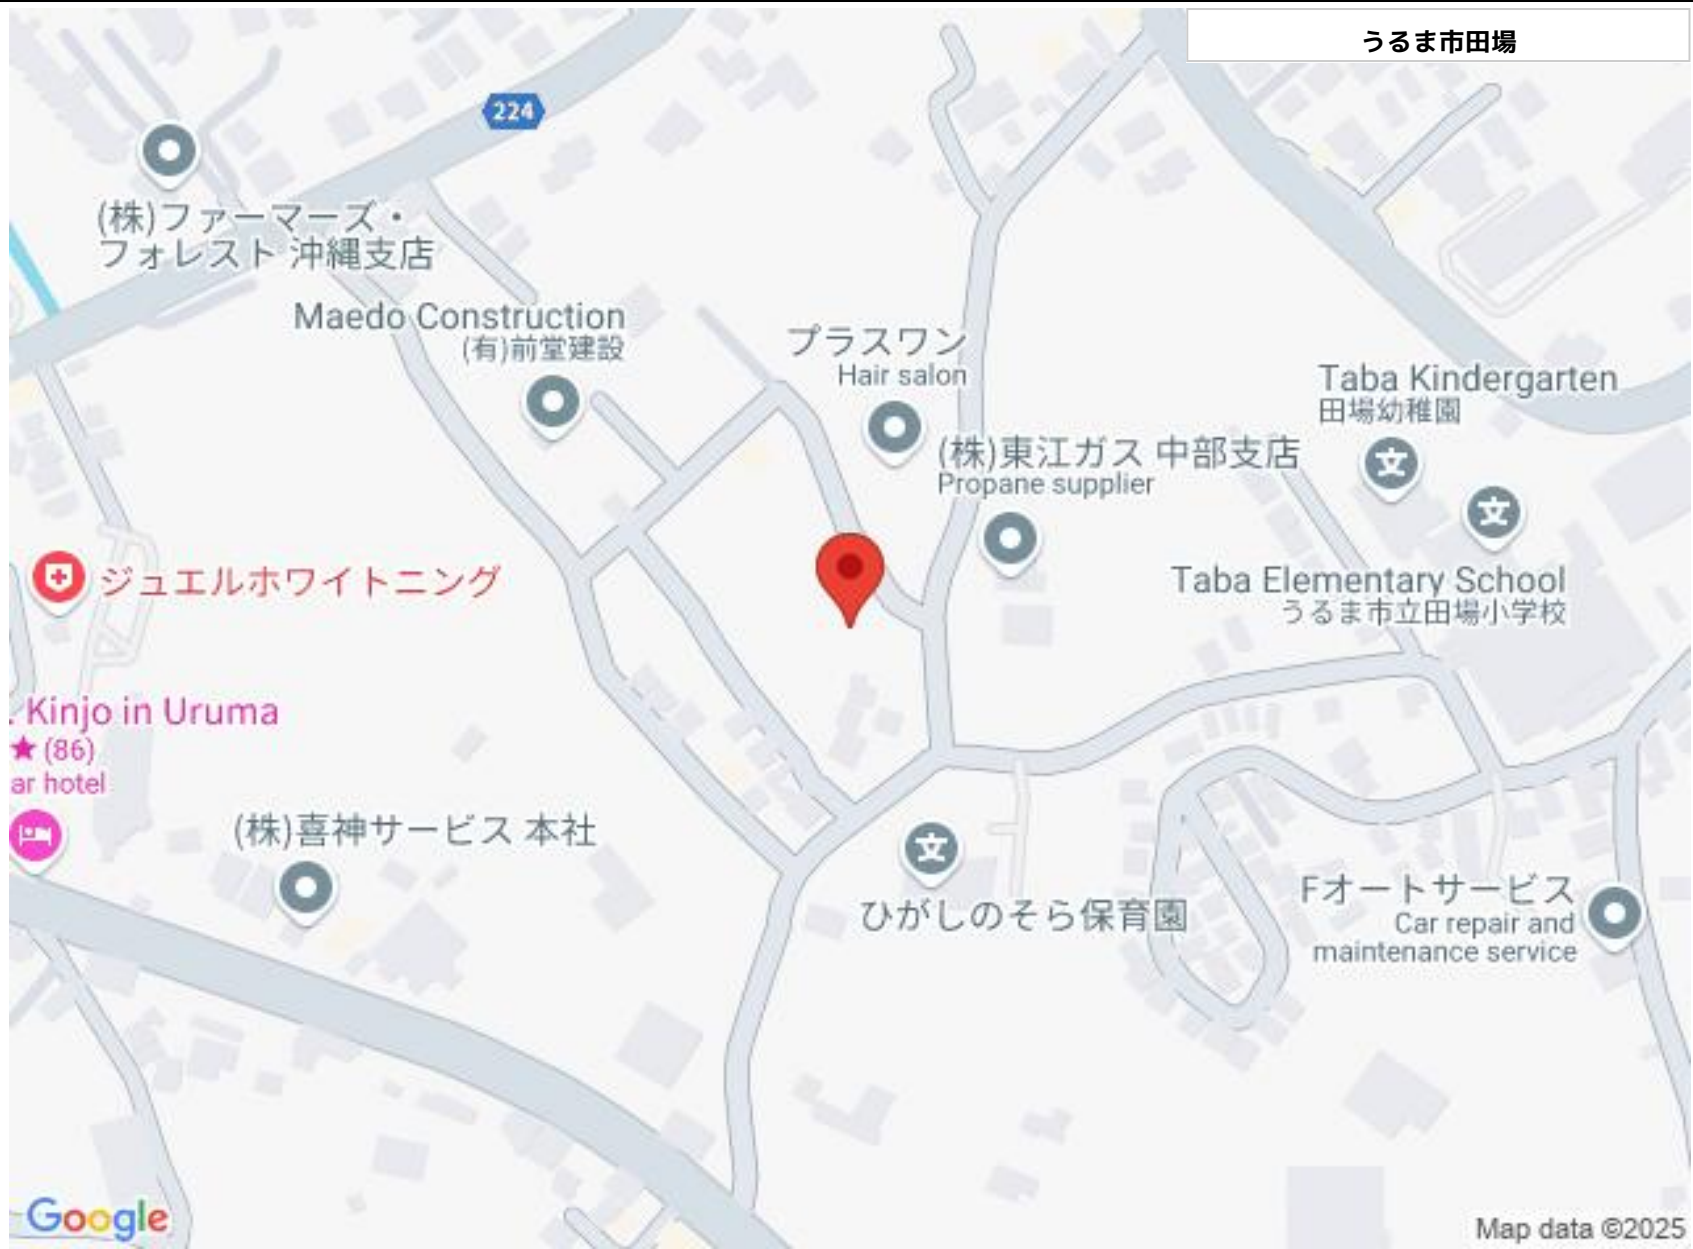 うるま市田場
224
(株)ファーマーズ・
フォレスト 沖縄支店
Maedo Construction
(有)前堂建設
プラスワン
Hair salon
Taba Kindergarten
田場幼稚園
(株)東江ガス 中部支店
Propane supplier
文
文
ジュエルホワイトニング
Taba Elementary School
うるま市立田場小学校
. Kinjo in Uruma
★ (86)
ar hotel
(株)喜神サービス 本社
文
ひがしのそら保育園
Fオートサービス
Car repair and
maintenance service
Google
Map data ©2025